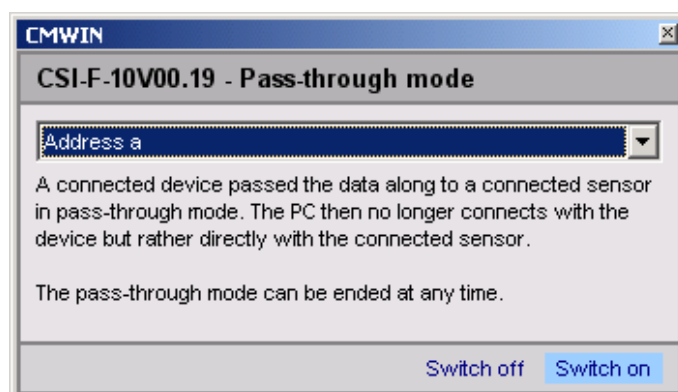 CMWIN
CSI-F-10V00.19 - Pass-through mode
Address a
A connected device passed the data along to a connected sensor
in pass-through mode. The PC then no longer connects with the
device but rather directly with the connected sensor.
The pass-through mode can be ended at any time.
Switch off Switch on